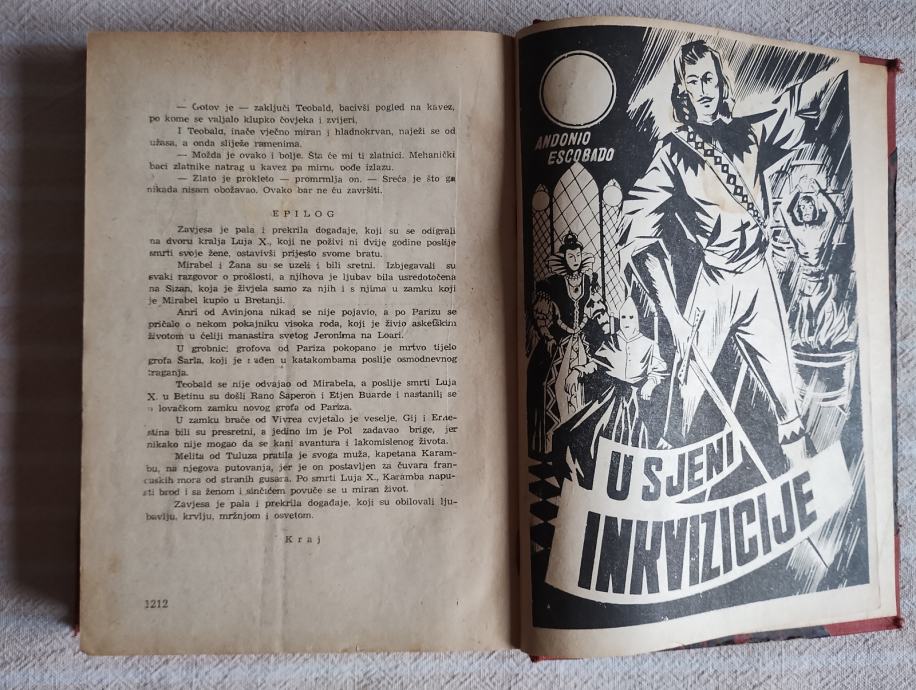 — Gotov je — zaključi Teobald, bacivši pogled na kavez,
po kome se valjalo klupko čovjeka i zvijeri,
I Teobald, inače vječno miran i hladnokrvan, naježi se od
užasa, a onda sliježe ramenima.
— Možda je ovako i bolje. Šta će mi ti zlatnici. Mehanički
baci zlatnike natrag u kavez pa mirno ođe izlazu.
— Zlato je prokleto — promrmlja on. — Sreća je što ga
nikada nisam obožavao. Ovako bar ne ću završiti.
EPILOG
Zavjesa je pala i prekrila događaje, koji su se odigrali
na dvoru kralja Luja X., koji ne poživi ni dvije godine poslije
smrti svoje žene, ostavivši prijesto svome bratu.
Mirabel i Žana su se uzeli i bili sretni. Izbjegavali su
svaki razgovor o prošlosti, a njihova je ljubav bila usredotočena
na Sizan, koja je živjela samo za njih i s njima u zamku koji
je Mirabel kupio u Bretanji.
Anri od Avinjona nikad se nije pojavio, a po Parizu se
pričalo o nekom pokajniku visoka roda, koji je živio asketskim
životom u ćeliji manastira svetog Jeronima na Loari.
U grobnici grofova od Pariza pokopano je mrtvo tijelo
grofa Šarla, koji je nađen u katakombama poslije osmodnevnog
traganja.
Teobald se nije odvajao od Mirabela, a poslije smrti Luja
X. u Betinu su došli Rano Šaperon i Etjen Buarde i nastanili se
u lovačkom zamku novog grofa od Pariza.
U zamku braće od Vivrea cvjetalo je veselje, Gij i Ernestina
bili su presretni, a jedino im je Pol zadavao brige, jer
nikako nije mogao da se kani avantura i lakomislenog života.
Melita od Tuluza pratila je svoga muža, kapetana Karambu,
na njegova putovanja, jer je on postavljen za čuvara francuskih
mora od stranih gusara. Po smrti Luja X., Karamba napusti
brod i sa ženom i sinčićem povuče se u miran život.
Zavjesa je pala i prekrila događaje, koji su obilovali ljubavlju,
krvlju, mržnjom i osvetom.
Kraj
1212
ANDONIO
ESCOBADO
U SJENI
INKVIZICIJE